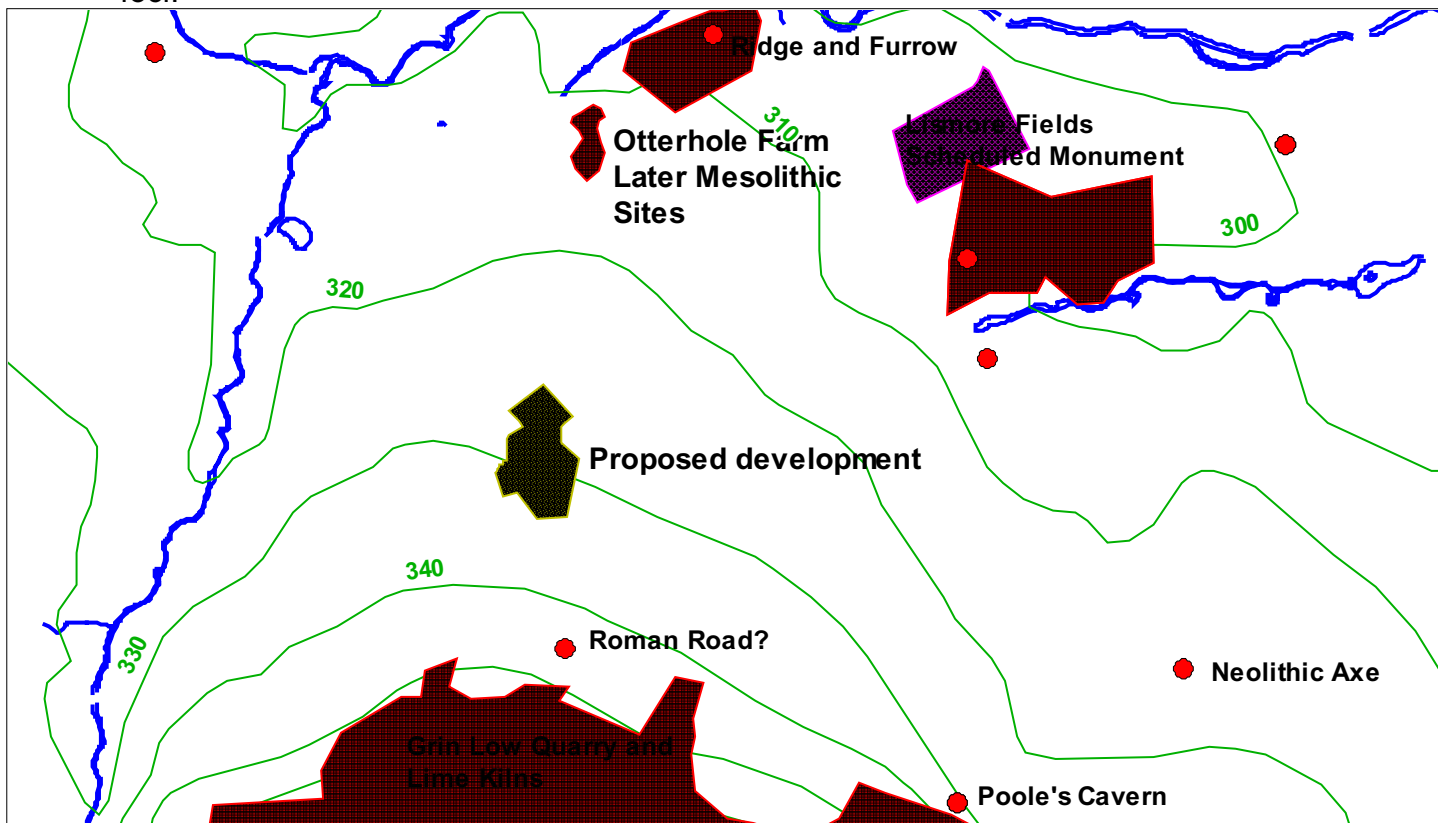 Ridge and Furrow
310
Lismore Fields
Scheduled Monument
Otterhole Farm
Later Mesolithic
Sites
300
320
Proposed development
340
330
Roman Road?
Neolithic Axe
Grin Low Quarry and
Lime Kilns
Poole's Cavern